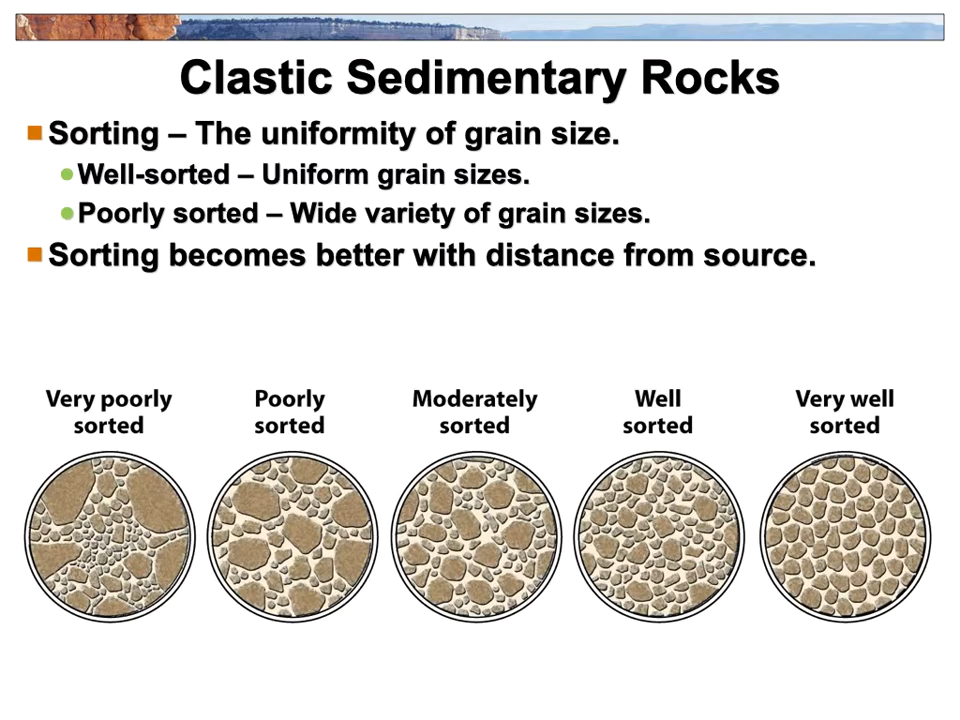 Clastic Sedimentary Rocks
Sorting – The uniformity of grain size.
Well-sorted – Uniform grain sizes.
Poorly sorted – Wide variety of grain sizes.
Sorting becomes better with distance from source.
Very poorly
sorted
Poorly
sorted
Moderately
sorted
Well
sorted
Very well
sorted